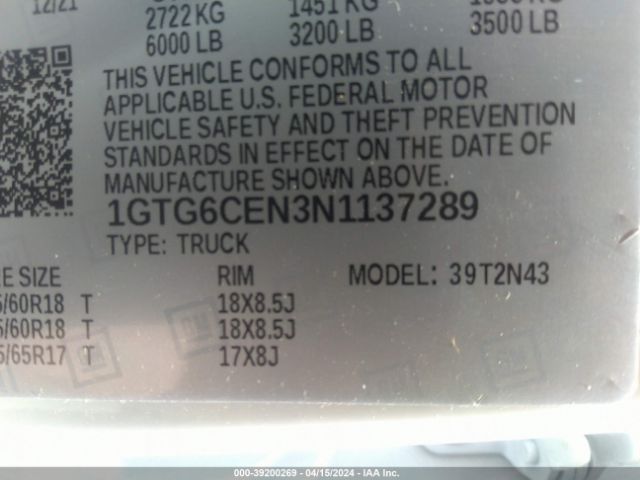 12/21
2722 KG 1451 KG
6000 LB 3200 LB 3500 LB
THIS VEHICLE CONFORMS TO ALL
APPLICABLE U.S. FEDERAL MOTOR
VEHICLE SAFETY AND THEFT PREVENTION
STANDARDS IN EFFECT ON THE DATE OF
MANUFACTURE SHOWN ABOVE.
1GTG6CEN3N1137289
TYPE: TRUCK
SIZE RIM MODEL: 39T2N43
/60R18 T 18X8.5J
/60R18 T 18X8.5J
/65R17 T 17X8J
GM
000-39200269 - 04/15/2024 - IAA Inc.